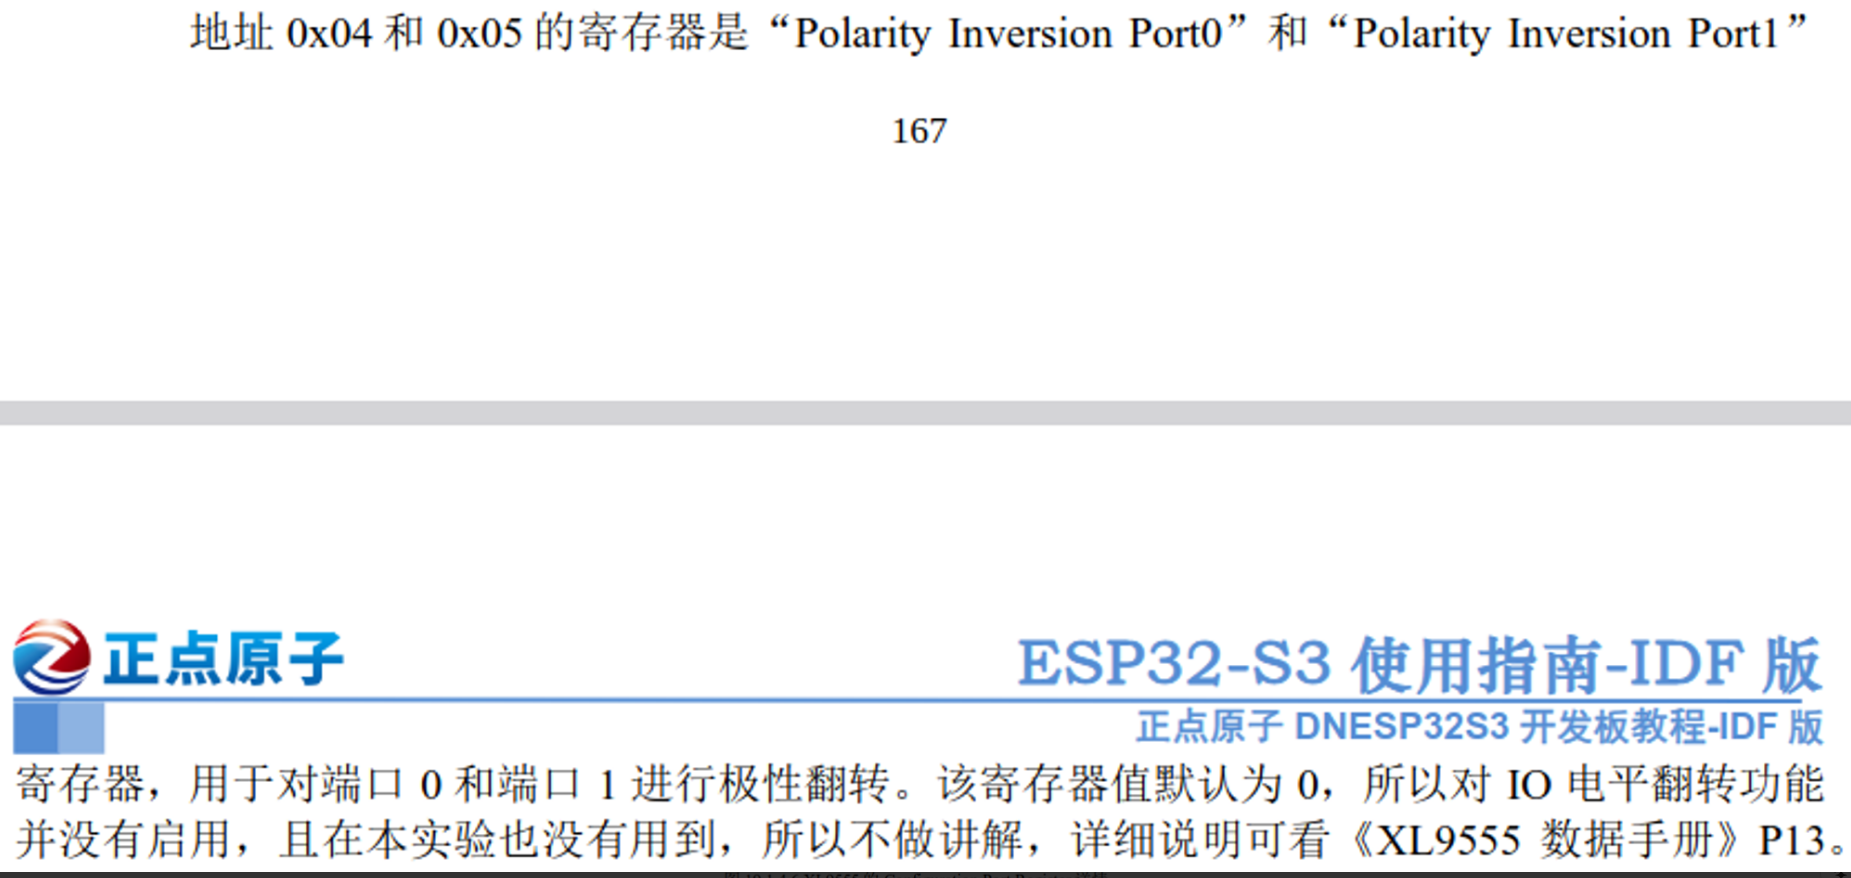 地址 0x04 和 0x05 的寄存器是“Polarity Inversion Port0”和“Polarity Inversion Port1”
167
正点原子
ESP32-S3 使用指南-IDF 版
正点原子 DNESP32S3 开发板教程-IDF 版
寄存器，用于对端口 0 和端口 1 进行极性翻转。该寄存器值默认为 0，所以对 IO 电平翻转功能
并没有启用，且在本实验也没有用到，所以不做讲解，详细说明可看《XL9555 数据手册》P13。